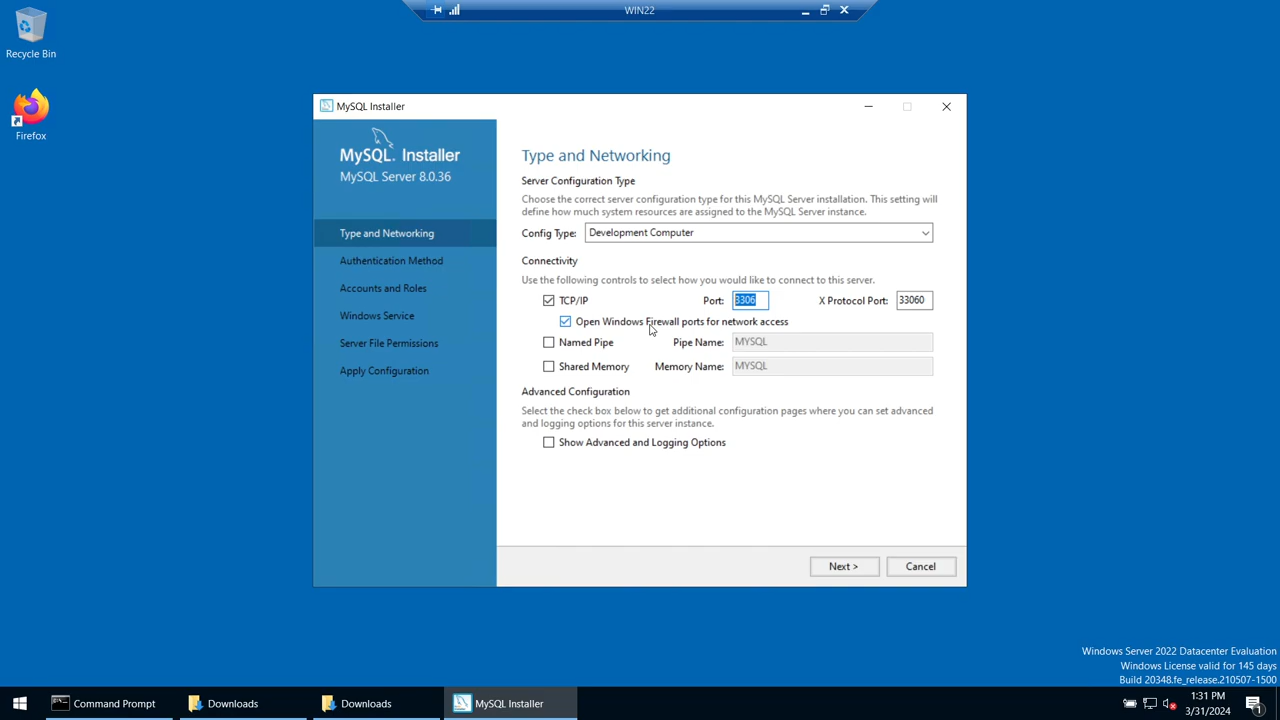 WIN22
Recycle Bin
Firefox
MySQL Installer
MySQL. Installer
MySQL Server 8.0.36
Type and Networking
Authentication Method
Accounts and Roles
Windows Service
Server File Permissions
Apply Configuration
Type and Networking
Server Configuration Type
Choose the correct server configuration type for this MySQL Server installation. This setting will
define how much system resources are assigned to the MySQL Server instance.
Config Type: Development Computer
Connectivity
Use the following controls to select how you would like to connect to this server.
TCP/IP Port: 3306 X Protocol Port: 33060
Open Windows Firewall ports for network access
Named Pipe Pipe Name: MYSQL
Shared Memory Memory Name: MYSQL
Advanced Configuration
Select the check box below to get additional configuration pages where you can set advanced
and logging options for this server instance.
Show Advanced and Logging Options
Next > Cancel
Windows Server 2022 Datacenter Evaluation
Windows License valid for 145 days
Build 20348.fe_release.210507-1500
Command Prompt Downloads Downloads MySQL Installer
1:31 PM
3/31/2024
1